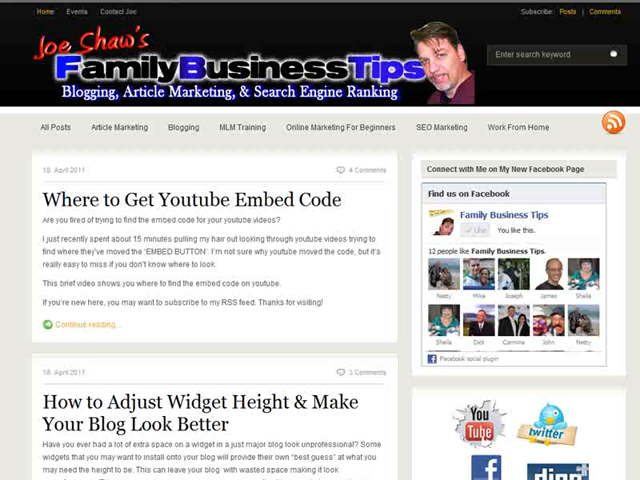 Home Events Contact Joe Subscribe: Posts | Comments
Joe Shaw's
FamilyBusinessTips
Blogging, Article Marketing, & Search Engine Ranking
Enter search keyword
All Posts Article Marketing Blogging MLM Training Online Marketing For Beginners SEO Marketing Work From Home
18. April 2011 4 Comments
Where to Get Youtube Embed Code
Are you tired of trying to find the embed code for your youtube videos?
I just recently spent about 15 minutes pulling my hair out looking through youtube videos trying to
find where they've moved the 'EMBED BUTTON'. I'm not sure why youtube moved the code, but it's
really easy to miss if you don't know where to look.
This brief video shows you where to find the embed code on youtube.
If you're new here, you may want to subscribe to my RSS feed. Thanks for visiting!
Continue reading...
18. April 2011 3 Comments
How to Adjust Widget Height & Make
Your Blog Look Better
Have you ever had a lot of extra space on a widget in a just major blog look unprofessional? Some
widgets that you may want to install onto your blog will provide their own "best guess" at what you
may need the height to be. This can leave your blog with wasted space making it look
Connect with Me on My New Facebook Page
Find us on Facebook
Family Business Tips
Like You like this.
12 people like Family Business Tips.
Netty Mike Joseph James Sheila
Sheila Dick Carmina John Netty
Facebook social plugin
You
Tube
twitter